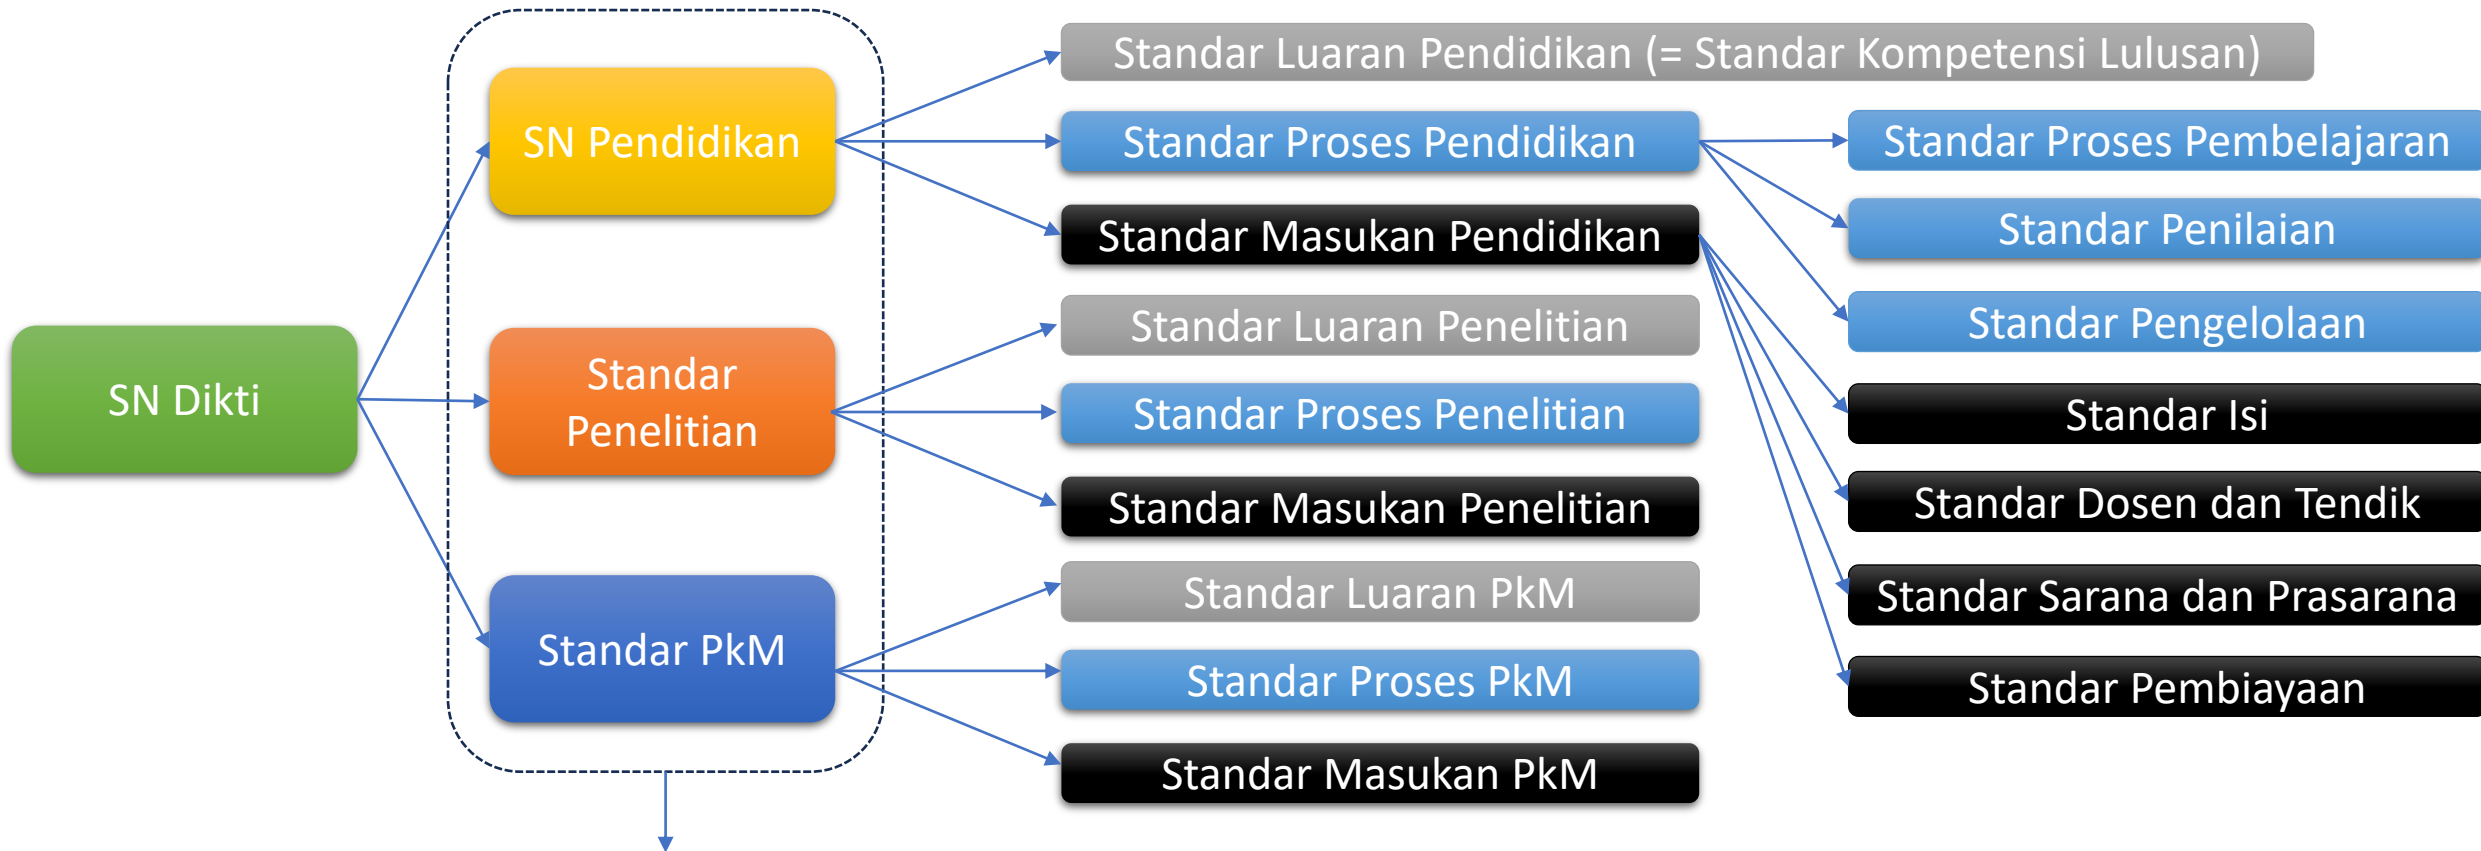 SN Dikti
SN Pendidikan
Standar
Penelitian
Standar PkM
Standar Luaran Pendidikan (= Standar Kompetensi Lulusan)
Standar Proses Pendidikan
Standar Masukan Pendidikan
Standar Luaran Penelitian
Standar Proses Penelitian
Standar Masukan Penelitian
Standar Luaran PkM
Standar Proses PkM
Standar Masukan PkM
Standar Proses Pembelajaran
Standar Penilaian
Standar Pengelolaan
Standar Isi
Standar Dosen dan Tendik
Standar Sarana dan Prasarana
Standar Pembiayaan